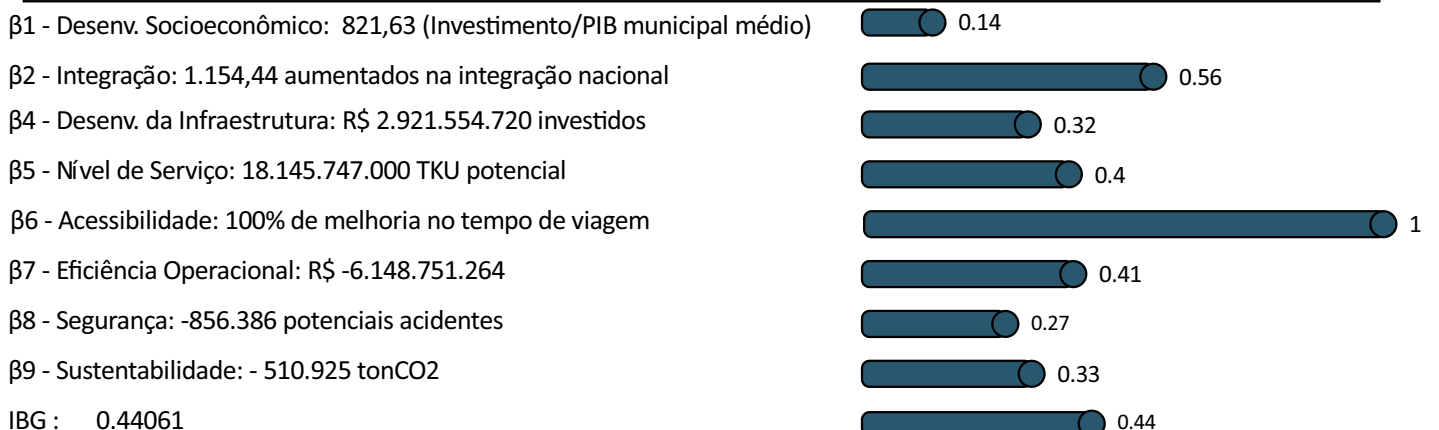 β1 - Desenv. Socioeconômico:  821,63 (Investimento/PIB municipal médio) 0.14
β2 - Integração: 1.154,44 aumentados na integração nacional 0.56
β4 - Desenv. da Infraestrutura: R$ 2.921.554.720 investidos 0.32
β5 - Nível de Serviço: 18.145.747.000 TKU potencial 0.4
β6 - Acessibilidade: 100% de melhoria no tempo de viagem 1
β7 - Eficiência Operacional: R$ -6.148.751.264 0.41
β8 - Segurança: -856.386 potenciais acidentes 0.27
β9 - Sustentabilidade: - 510.925 tonCO2 0.33
IBG : 0.44061 0.44